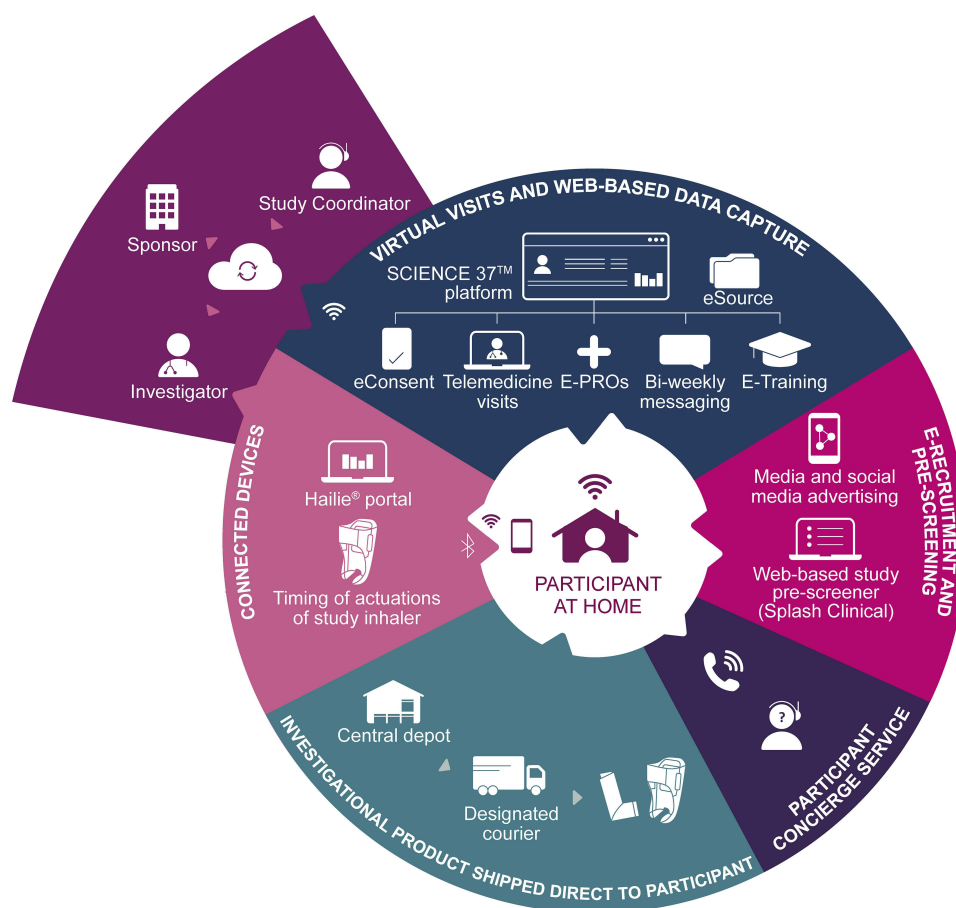 Study Coordinator
Sponsor
Investigator
VIRTUAL VISITS AND WEB-BASED DATA CAPTURE
SCIENCE 37™
platform
eSource
eConsent
Telemedicine
visits
E-PROs
Bi-weekly
messaging
E-Training
E-RECRUITMENT AND
PRE-SCREENING
Media and social
media advertising
Web-based study
pre-screener
(Splash Clinical)
CONNECTED DEVICES
Hailie® portal
Timing of actuations
of study inhaler
PARTICIPANT
AT HOME
PARTICIPANT
CONCIERGE SERVICE
?
INVESTIGATIONAL PRODUCT SHIPPED DIRECT TO PARTICIPANT
Central depot
Designated
courier